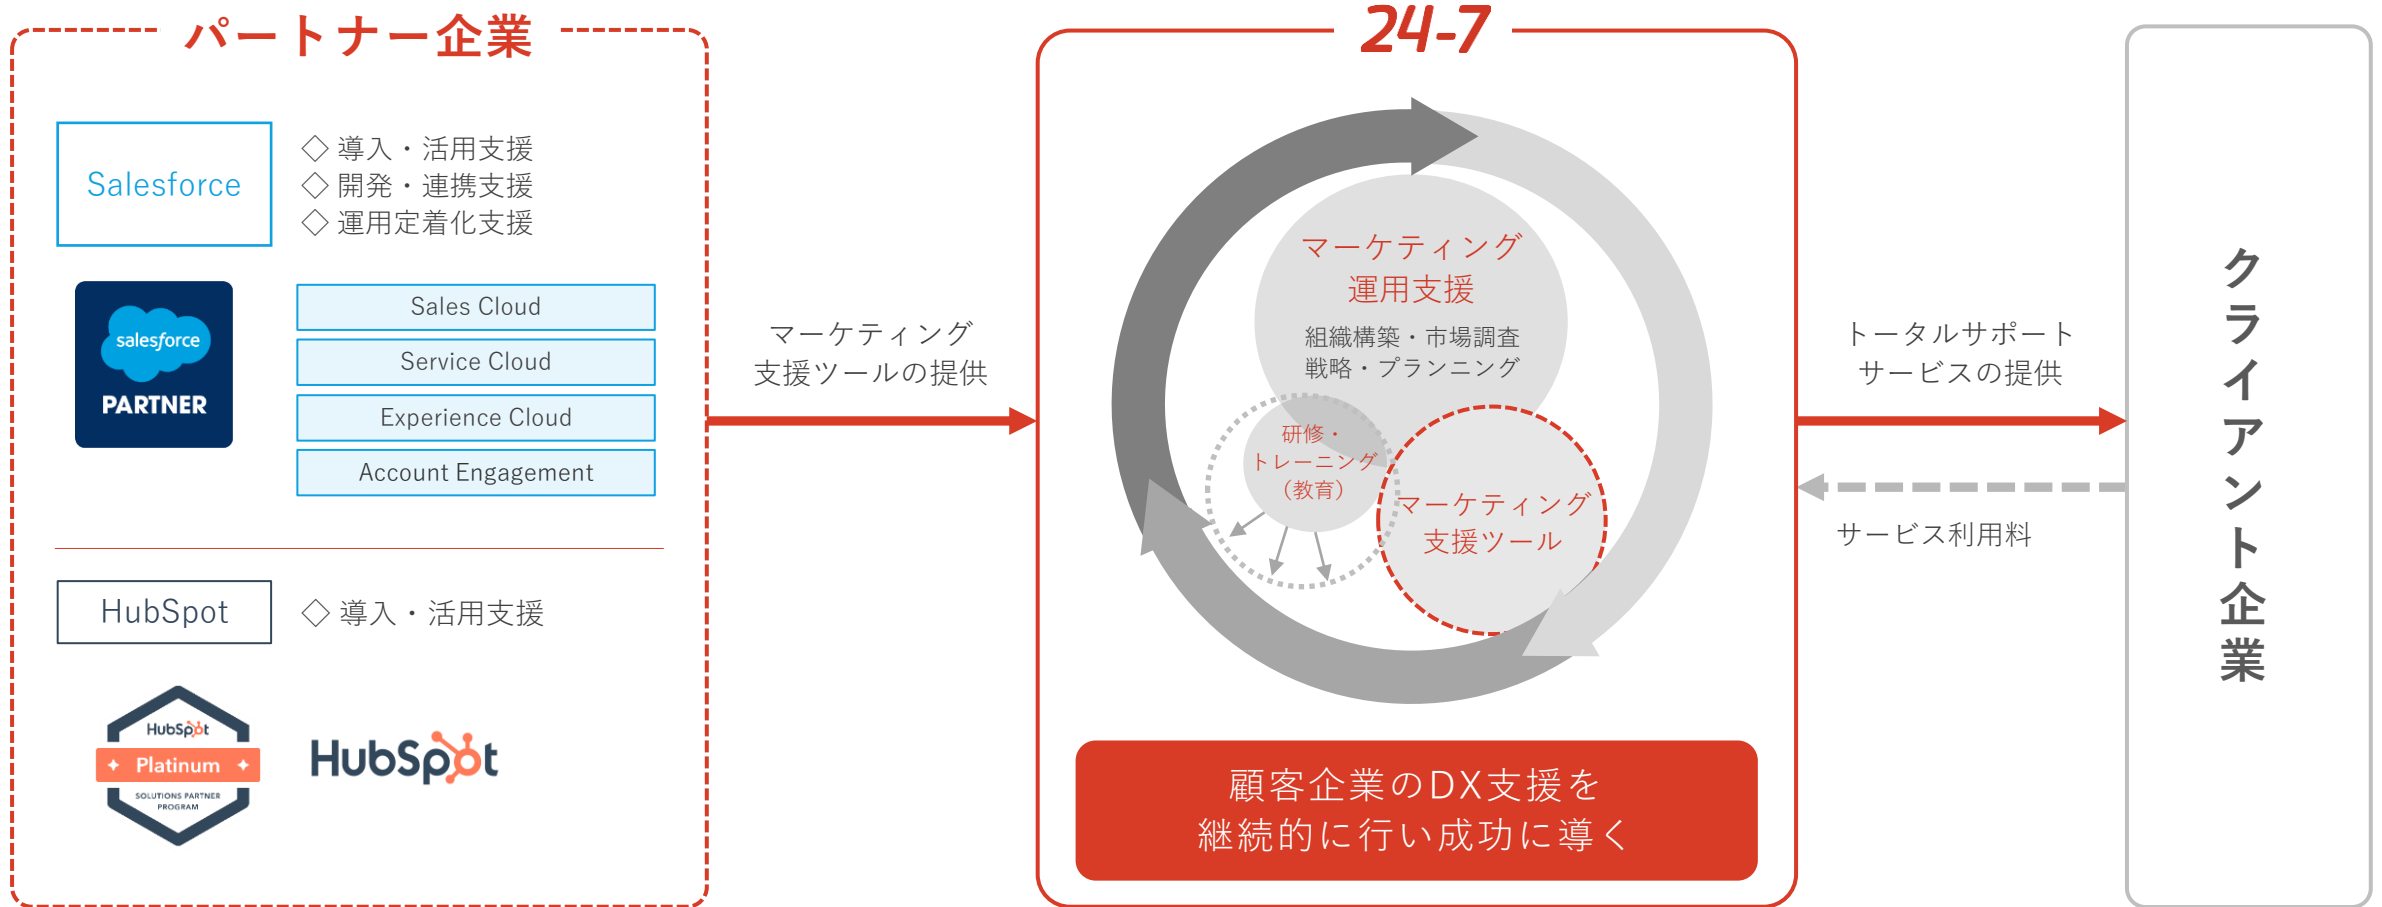 パートナー企業
Salesforce
◇ 導入・活用支援
◇ 開発・連携支援
◇ 運用定着化支援
salesforce
PARTNER
Sales Cloud
Service Cloud
Experience Cloud
Account Engagement
HubSpot
◇ 導入・活用支援
HubSpot
Platinum
SOLUTIONS PARTNER
PROGRAM
HubSpot
マーケティング
支援ツールの提供
24-7
マーケティング
運用支援
組織構築・市場調査
戦略・プランニング
研修・
トレーニング
（教育）
マーケティング
支援ツール
顧客企業のDX支援を
継続的に行い成功に導く
トータルサポート
サービスの提供
サービス利用料
クライアント企業